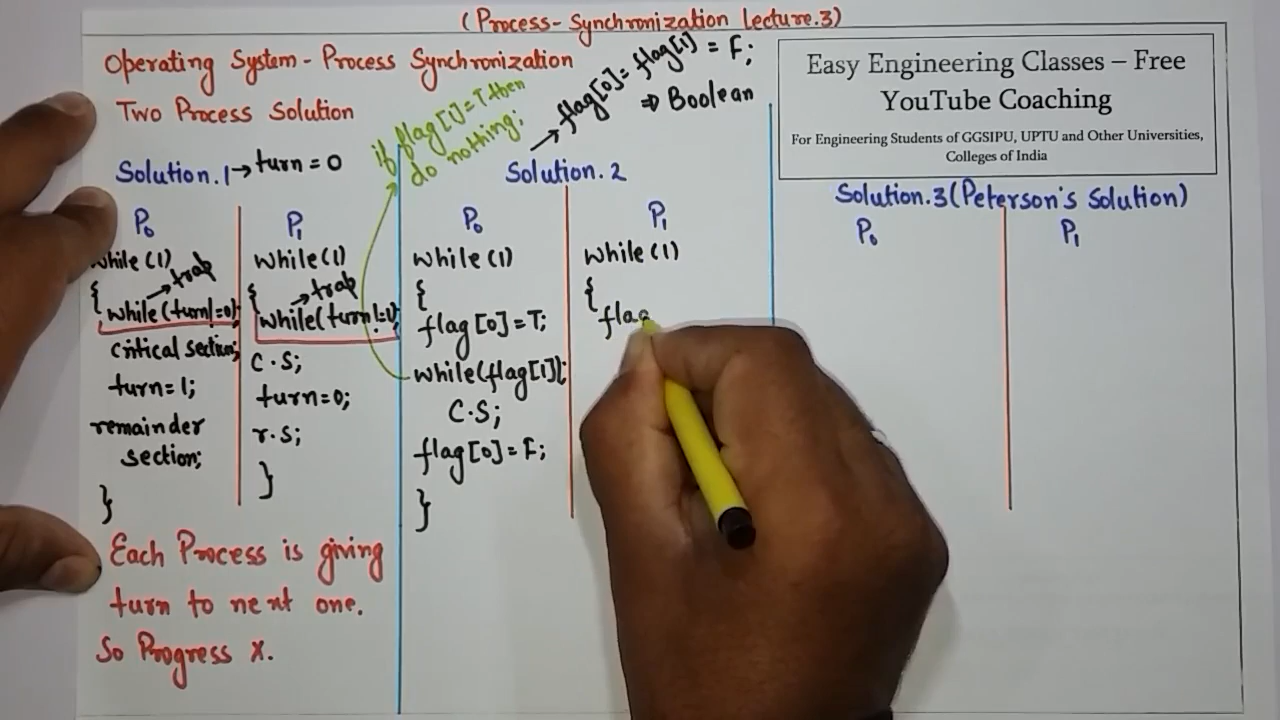 (Process-Synchronization lecture.3)
Operating System - Process Synchronization
Two Process Solution
Easy Engineering Classes – Free
YouTube Coaching
For Engineering Students of GGSIPU, UPTU and Other Universities,
Colleges of India
Solution.1 → turn = 0
P0
while(1)
{ → trap
while(turn!=0);
critical section;
turn=1;
remainder
section;
}
P1
while(1)
{ → trap
while(turn!=1);
C.S;
turn=0;
r.S;
}
Each Process is giving
turn to next one.
So Progress X.
if flag[1]=T then
do nothing;
Solution.2
→ flag[0]= flag[1] = F;
⇒ Boolean
P0
while(1)
{
flag[0]=T;
while(flag[1]);
C.S;
flag[0]=F;
}
P1
while(1)
{
flag
Solution.3(Peterson's Solution)
P0 P1